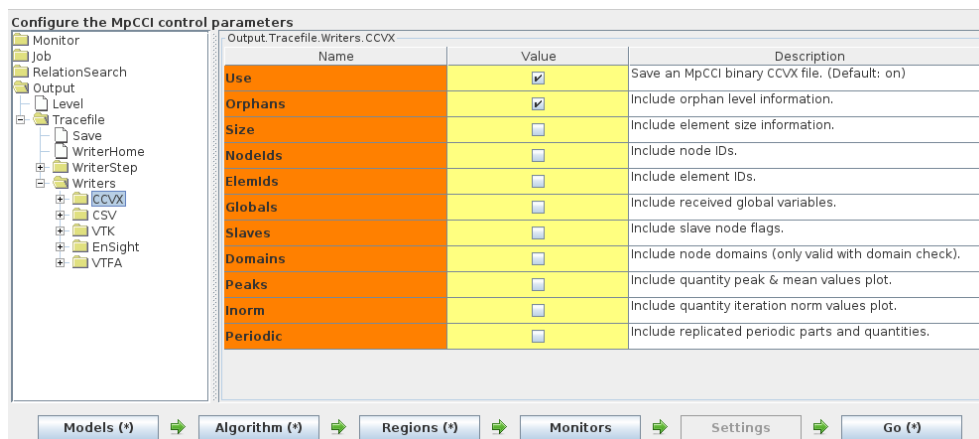 Configure the MpCCI control parameters
Monitor
Job
RelationSearch
Output
Level
Tracefile
Save
WriterHome
WriterStep
Writers
CCVX
CSV
VTK
EnSight
VTFA
Output.Tracefile.Writers.CCVX
Name Value Description
Use Save an MpCCI binary CCVX file. (Default: on)
Orphans Include orphan level information.
Size Include element size information.
NodeIds Include node IDs.
ElemIds Include element IDs.
Globals Include received global variables.
Slaves Include slave node flags.
Domains Include node domains (only valid with domain check).
Peaks Include quantity peak & mean values plot.
Inorm Include quantity iteration norm values plot.
Periodic Include replicated periodic parts and quantities.
Models (*) Algorithm (*) Regions (*) Monitors Settings Go (*)